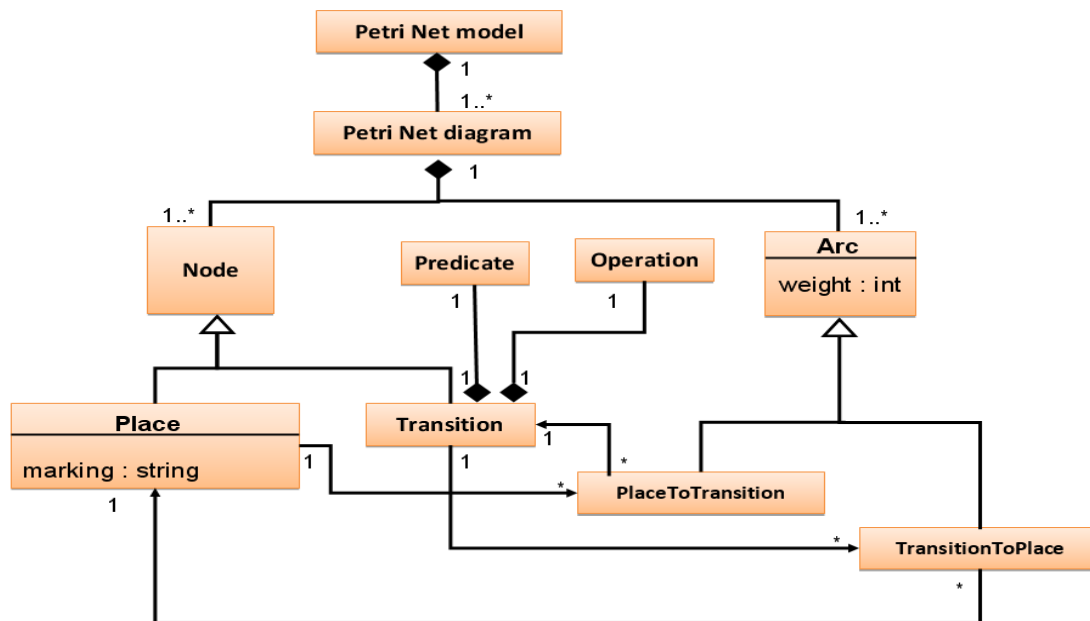 Petri Net model
1
1..*
Petri Net diagram
1
1..*
1..*
Node
Predicate
Operation
Arc
weight : int
1
1
1
1
Place
marking : string
Transition
1
1
1
1
*
*
PlaceToTransition
*
TransitionToPlace
*